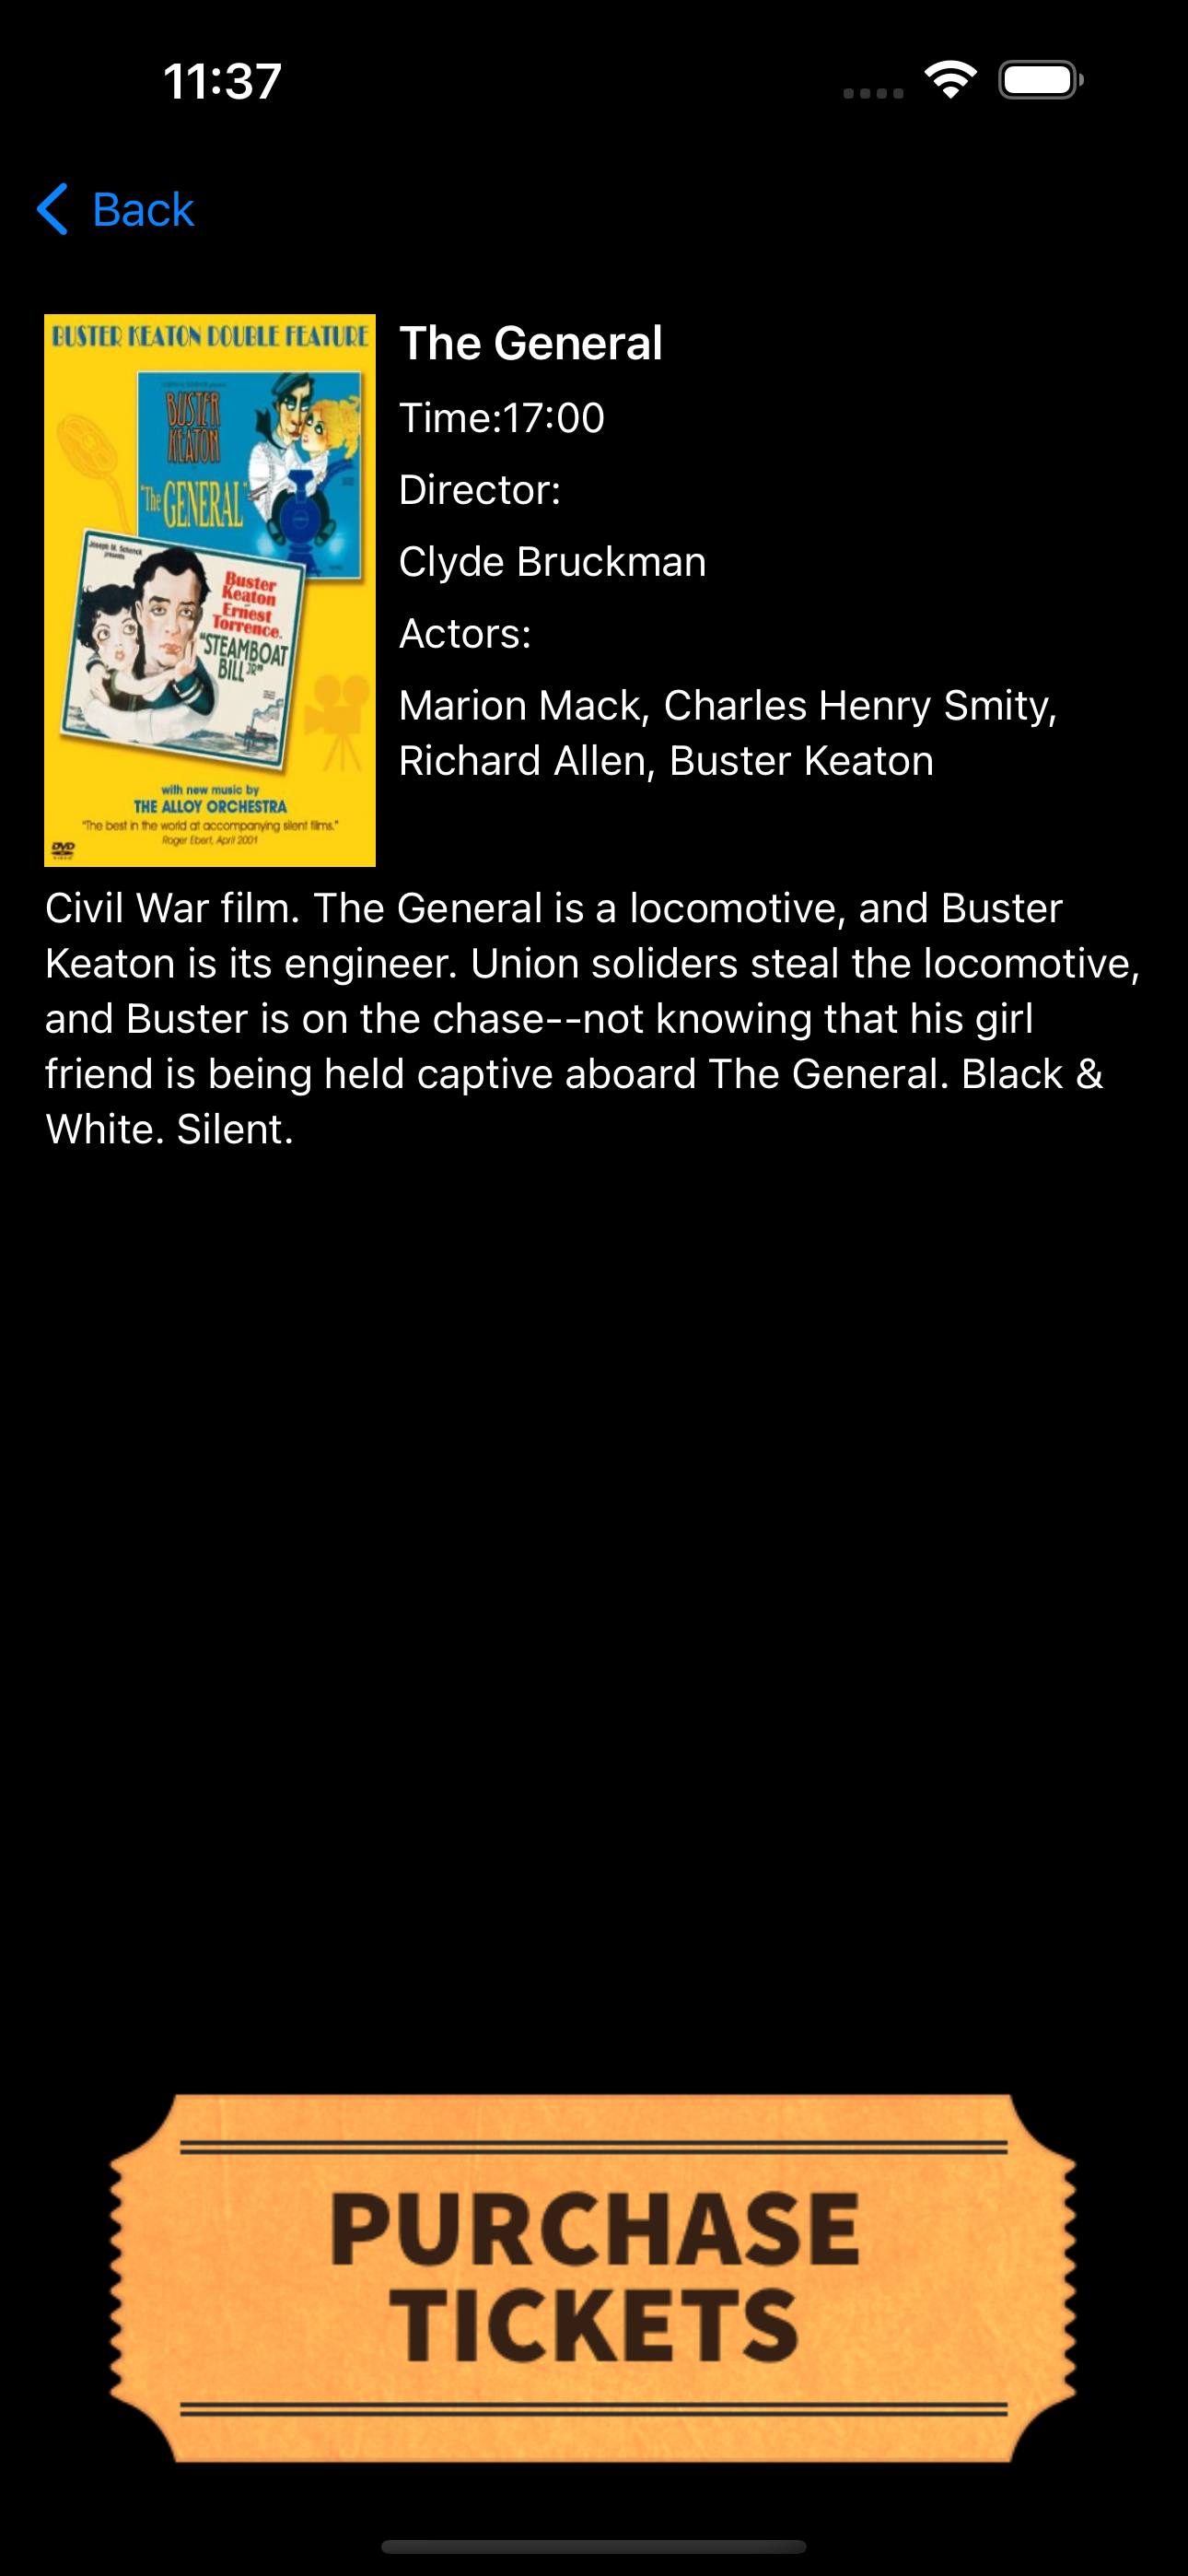 11:37
Back
BUSTER KEATON DOUBLE FEATURE
BUSTER
KEATON
"The GENERAL"
Joseph M. Schenck
presents
Buster
Keaton
Ernest
Torrence
"STEAMBOAT
BILL JR"
with new music by
THE ALLOY ORCHESTRA
"The best in the world at accompanying silent films."
Roger Ebert, April 2001
DVD
VIDEO
The General
Time:17:00
Director:
Clyde Bruckman
Actors:
Marion Mack, Charles Henry Smity,
Richard Allen, Buster Keaton
Civil War film. The General is a locomotive, and Buster
Keaton is its engineer. Union soliders steal the locomotive,
and Buster is on the chase--not knowing that his girl
friend is being held captive aboard The General. Black &
White. Silent.
PURCHASE
TICKETS